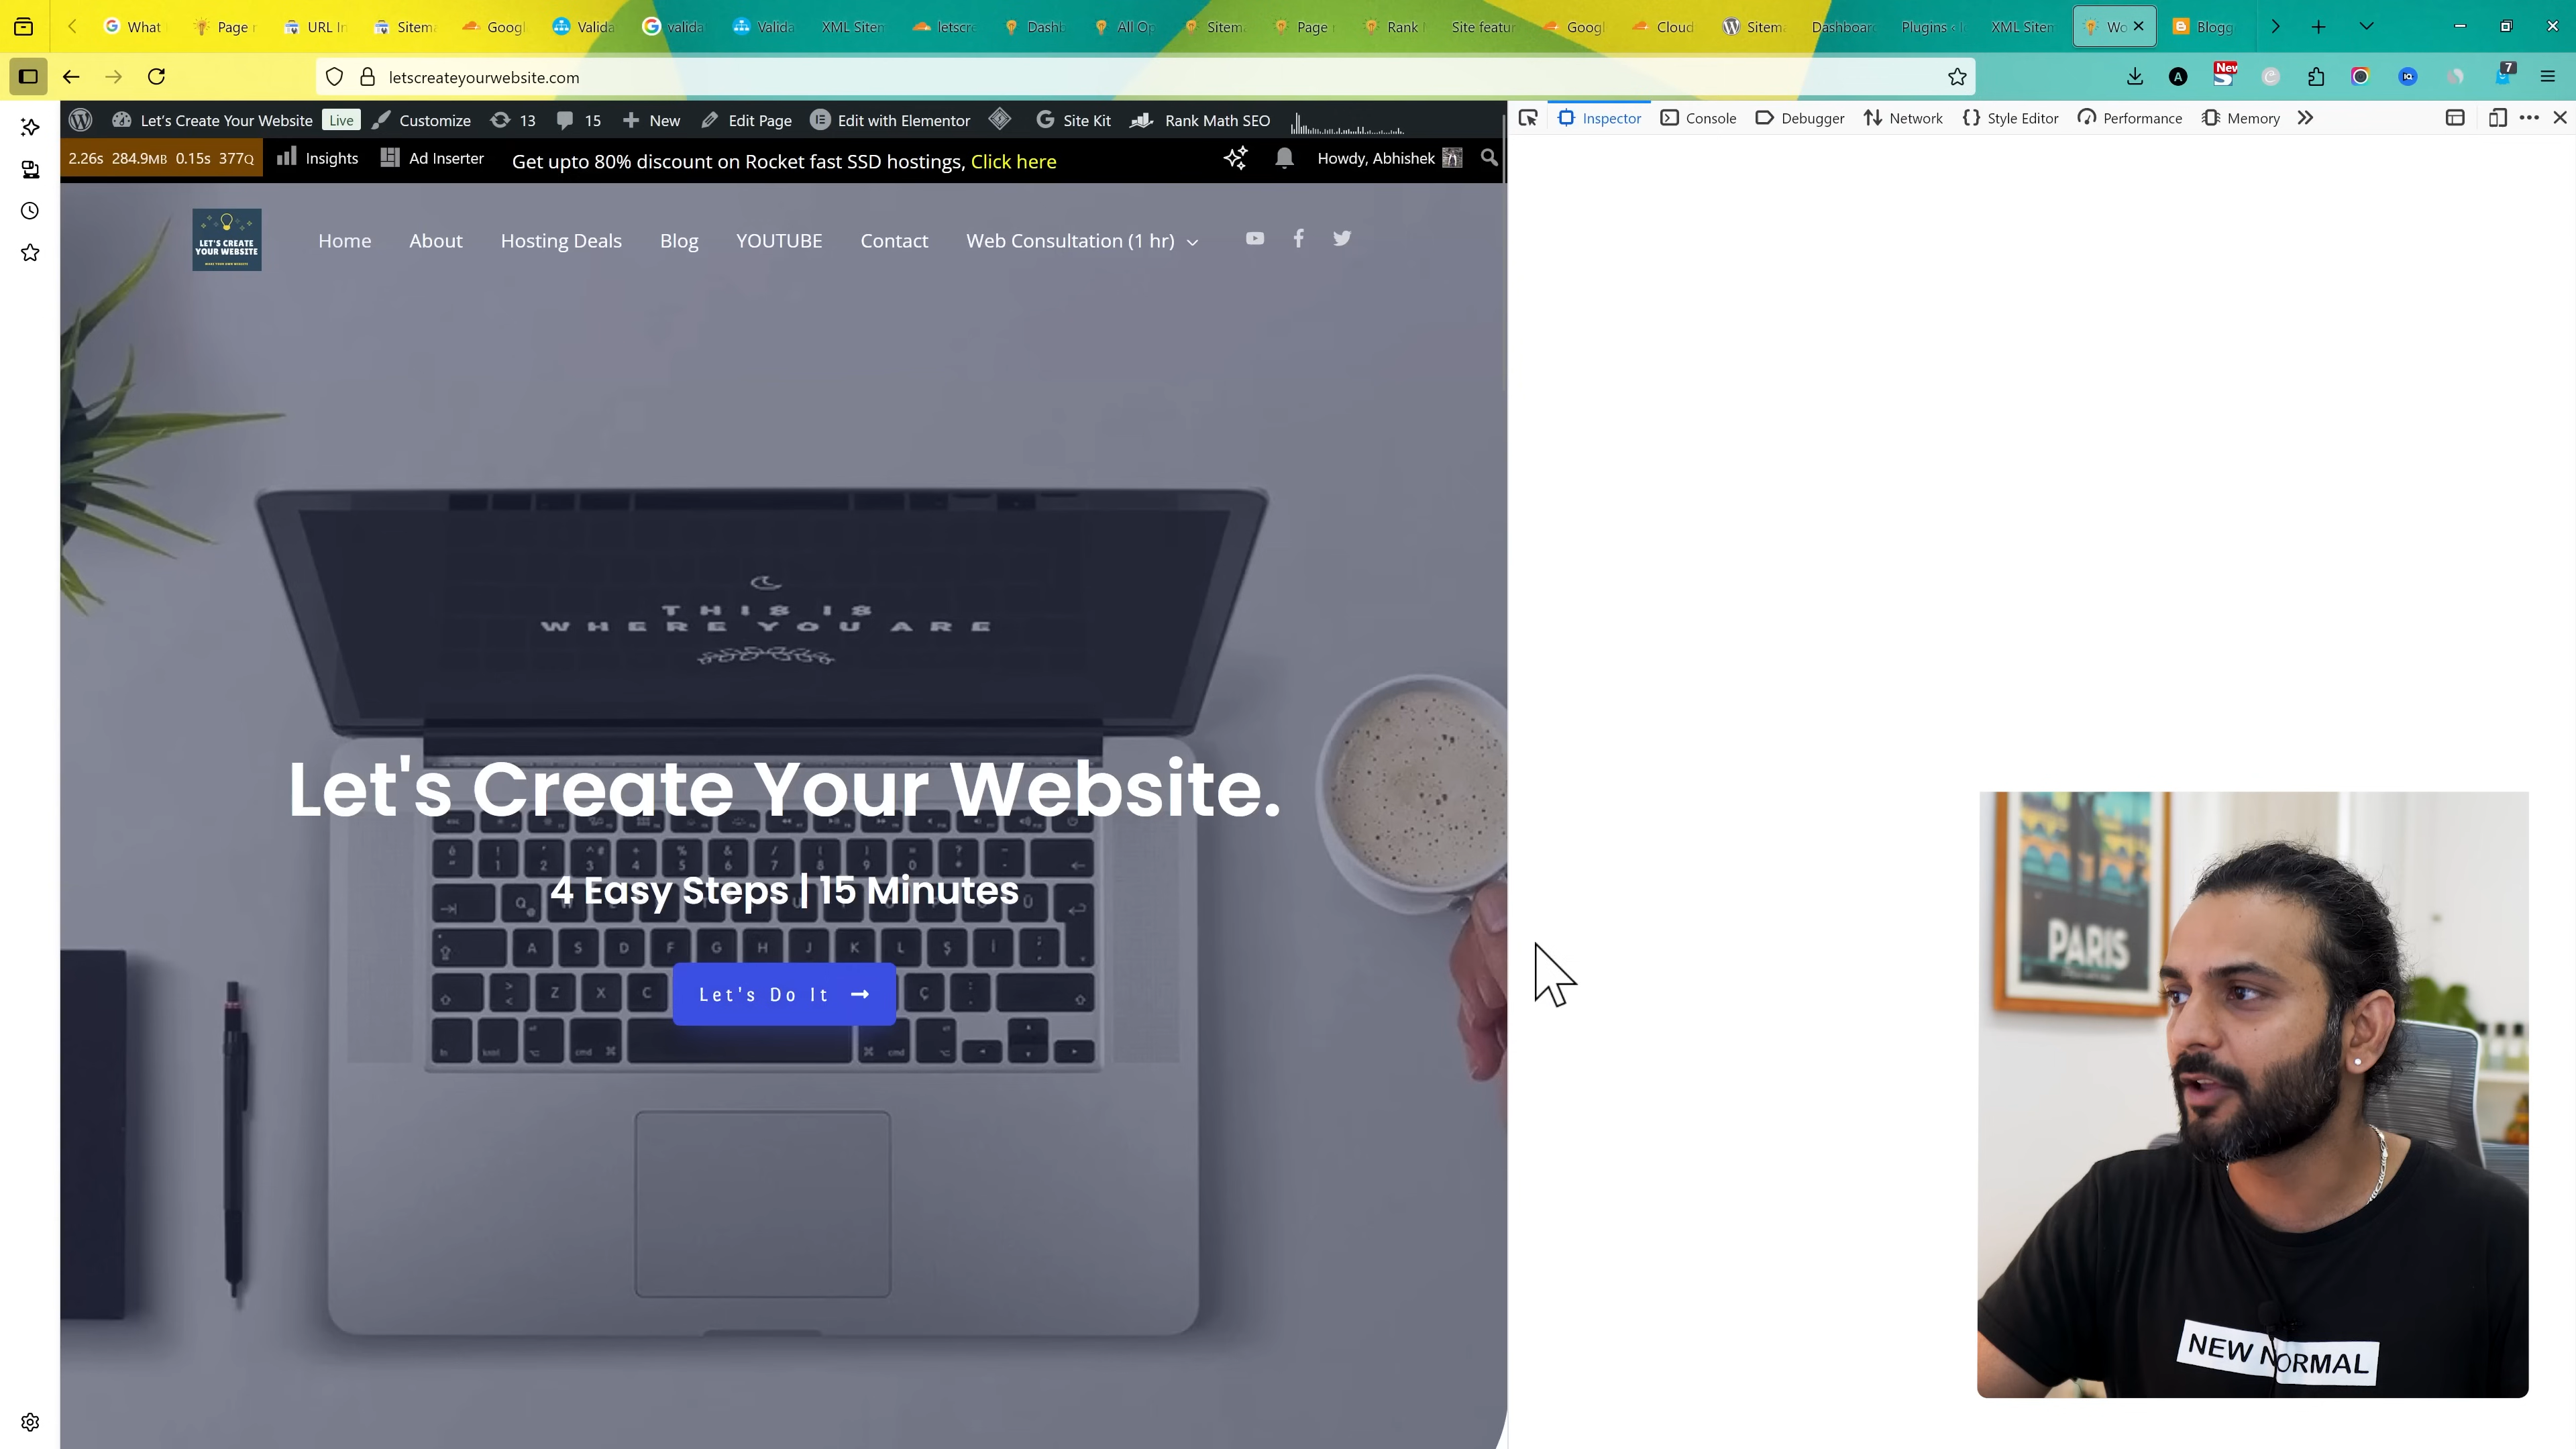 What
Page
URL
Sitem
Googl
Valida
valida
Valida
XML Siten
letscre
Dashb
All Op
Sitem
Page
Rank
Site featu
Googl
Cloud
Sitem
Dashboar
Plugins
XML Siten
Wo
Blogg
letscreateyourwebsite.com
New
7
Let's Create Your Website Live Customize 13 15 New Edit Page Edit with Elementor Site Kit Rank Math SEO
2.26s 284.9MB 0.15s 377Q Insights Ad Inserter Get upto 80% discount on Rocket fast SSD hostings, Click here Howdy, Abhishek
Inspector Console Debugger Network Style Editor Performance Memory
LET'S CREATE
YOUR WEBSITE
Home About Hosting Deals Blog YOUTUBE Contact Web Consultation (1 hr)
THIS IS
WHERE YOU ARE
Let's Create Your Website.
4 Easy Steps | 15 Minutes
Let's Do It
PARIS
NEW NORMAL